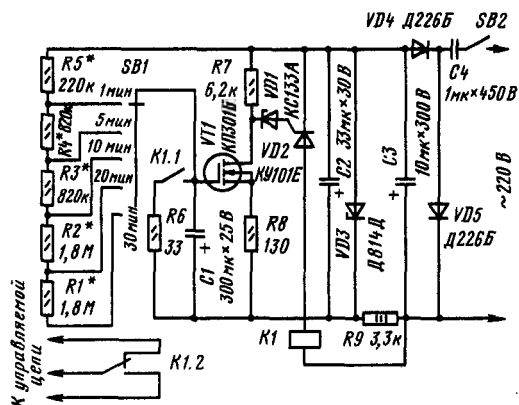 VD4 Д226Б
SB2
R5*
220к
SB1
R7
6,2к
VD1
КС133А
C4
1мк×450В
1мин
R4* 820к
5мин
VT1
КП301Б
10мин
K1.1
VD2
КУ101Е
C2 33мк×30В
C3
10мк×300В
R3*
820к
20мин
~220В
R2*
1,8М
30мин
R6
33
C1
300мк×25В
R8
130
VD3
Д814Д
VD5
Д226Б
R1*
1,8М
K1
R9 3,3к
К управляемой
цепи
K1.2